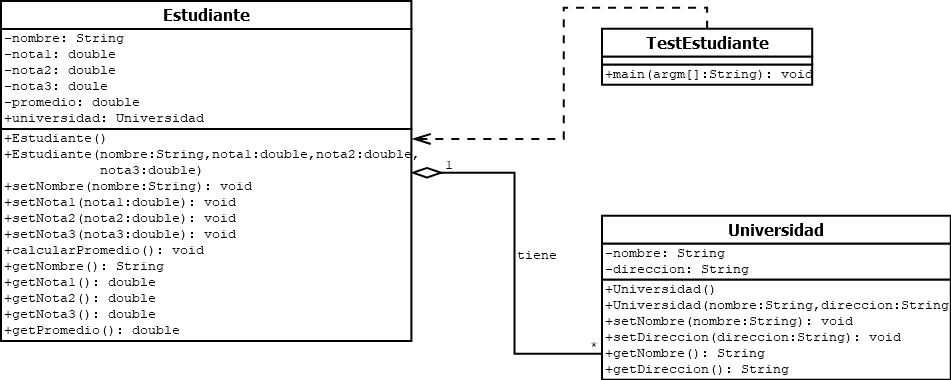 Estudiante
-nombre: String
-nota1: double
-nota2: double
-nota3: doule
-promedio: double
+universidad: Universidad
+Estudiante()
+Estudiante(nombre:String,nota1:double,nota2:double,
nota3:double)
+setNombre(nombre:String): void
+setNota1(nota1:double): void
+setNota2(nota2:double): void
+setNota3(nota3:double): void
+calcularPromedio(): void
+getNombre(): String
+getNota1(): double
+getNota2(): double
+getNota3(): double
+getPromedio(): double
TestEstudiante
+main(argm[]:String): void
1
tiene
*
Universidad
-nombre: String
-direccion: String
+Universidad()
+Universidad(nombre:String,direccion:String
+setNombre(nombre:String): void
+setDireccion(direccion:String): void
+getNombre(): String
+getDireccion(): String